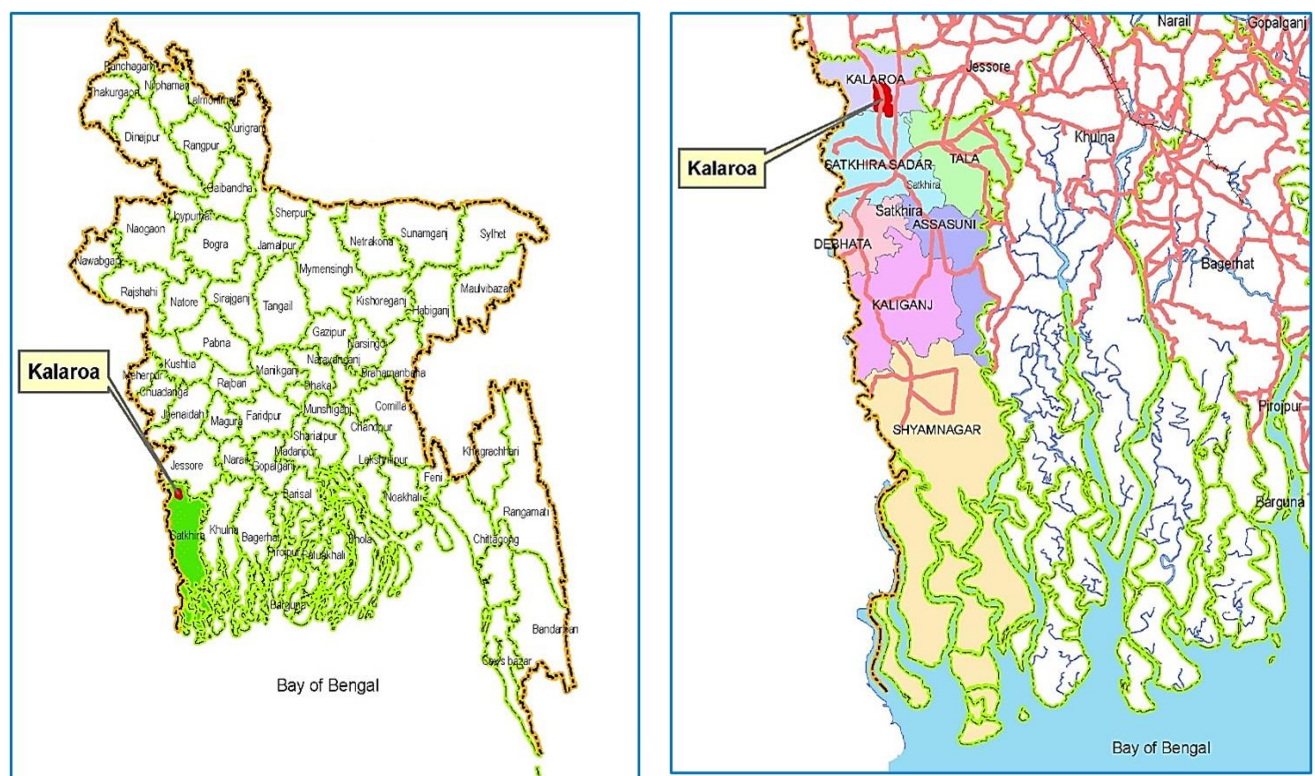 Panchagarh
Thakurgaon
Nilphamari
Lalmonirhat
Dinajpur
Rangpur
Kurigram
Gaibandha
Joypurhat
Naogaon
Bogra
Jamalpur
Sherpur
Netrakona
Sunamganj
Sylhet
Nawabganj
Mymensingh
Maulvibazar
Rajshahi
Natore
Sirajganj
Tangail
Kishoreganj
Habiganj
Pabna
Gazipur
Narsingdi
Kalaroa
Kushtia
Meherpur
Chuadanga
Rajbari
Manikganj
Dhaka
Narayanganj
Jhenaidah
Magura
Faridpur
Munshiganj
Comilla
Shariatpur
Chandpur
Khagrachhari
Jessore
Narail
Gopalganj
Madaripur
Lakshmipur
Feni
Barisal
Noakhali
Rangamati
Satkhira
Khulna
Bagerhat
Pirojpur
Patuakhali
Bhola
Chittagong
Barguna
Bandarban
Cox's bazar
Bay of Bengal
Narail
Gopalganj
KALAROA
Jessore
Kalaroa
Khulna
SATKHIRA SADAR
TALA
Satkhira
Satkhira
ASSASUNI
DEBHATA
Bagerhat
KALIGANJ
Pirojpur
SHYAMNAGAR
Barguna
Bay of Bengal